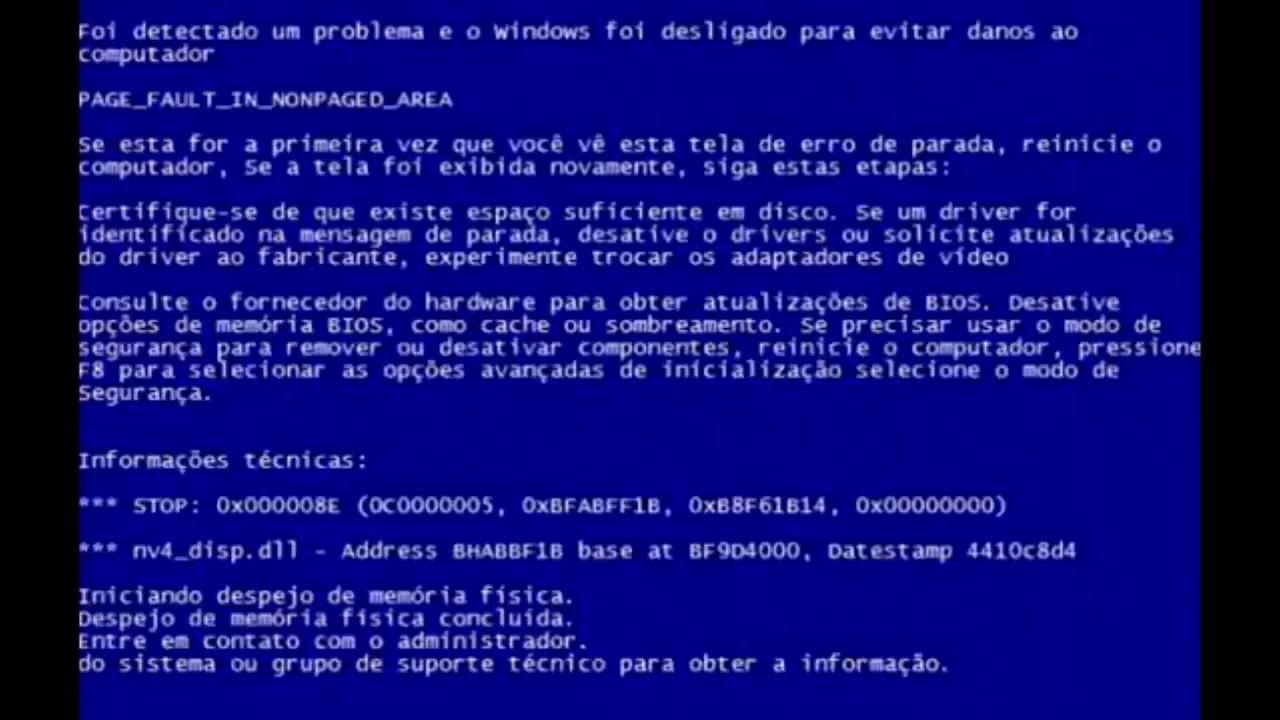 Foi detectado um problema e o Windows foi desligado para evitar danos ao
computador
PAGE_FAULT_IN_NONPAGED_AREA
Se esta for a primeira vez que você vê esta tela de erro de parada, reinicie o
computador, Se a tela foi exibida novamente, siga estas etapas:
Certifique-se de que existe espaço suficiente em disco. Se um driver for
identificado na mensagem de parada, desative o drivers ou solicite atualizações
do driver ao fabricante, experimente trocar os adaptadores de vídeo
Consulte o fornecedor do hardware para obter atualizações de BIOS. Desative
opções de memória BIOS, como cache ou sombreamento. Se precisar usar o modo de
segurança para remover ou desativar componentes, reinicie o computador, pressione
F8 para selecionar as opções avançadas de inicialização selecione o modo de
Segurança.
Informações técnicas:
*** STOP: 0x000008E (0C0000005, 0xBFABFF1B, 0xB8F61B14, 0x00000000)
*** nv4_disp.dll - Address BHABBF1B base at BF9D4000, Datestamp 4410c8d4
Iniciando despejo de memória física.
Despejo de memória física concluída.
Entre em contato com o administrador.
do sistema ou grupo de suporte técnico para obter a informação.